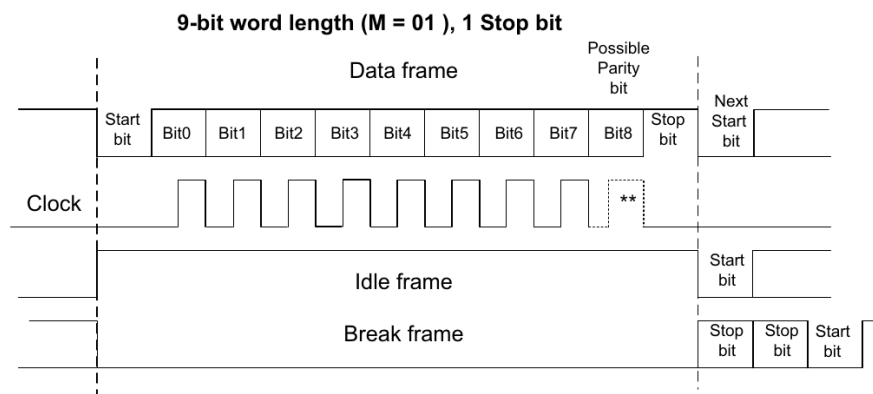 9-bit word length (M = 01 ), 1 Stop bit
Possible
Parity
bit
Data frame
Start
bit
Bit0
Bit1
Bit2
Bit3
Bit4
Bit5
Bit6
Bit7
Bit8
Stop
bit
Next
Start
bit
Clock
**
Idle frame
Start
bit
Break frame
Stop
bit
Stop
bit
Start
bit